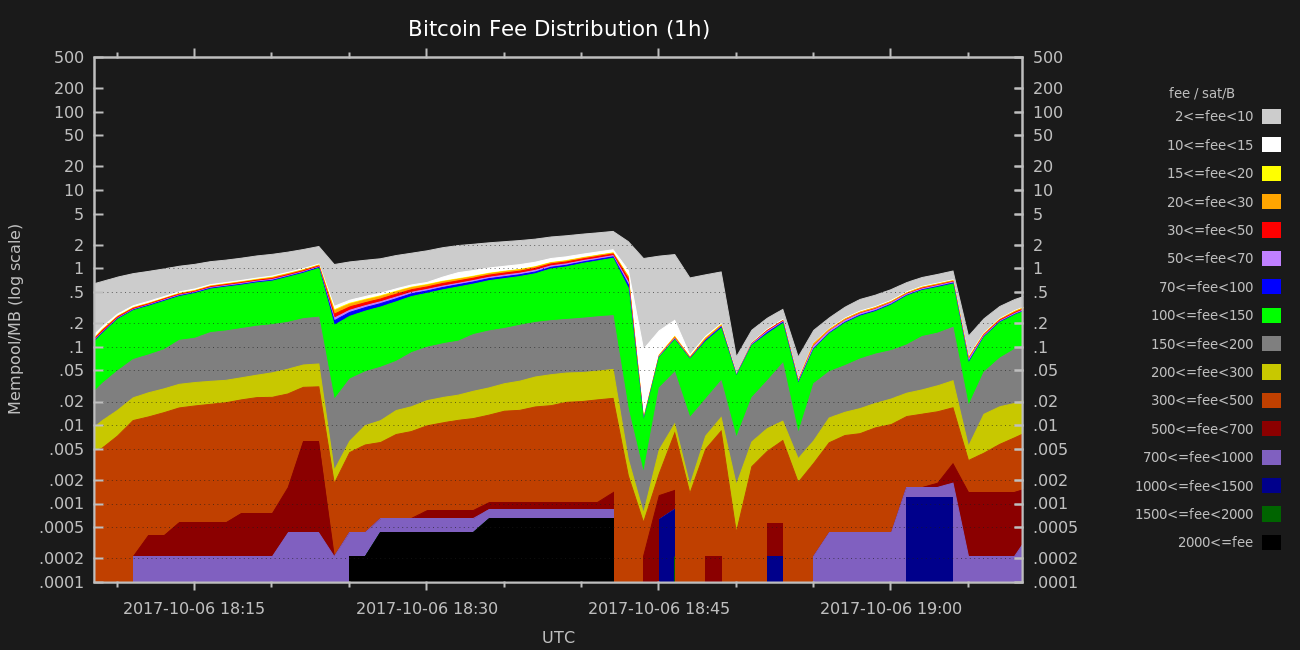 Bitcoin Fee Distribution (1h)
500 500
200 200
100 100
50 50
20 20
10 10
5 5
2 2
1 1
.5 .5
.2 .2
.1 .1
.05 .05
.02 .02
.01 .01
.005 .005
.002 .002
.001 .001
.0005 .0005
.0002 .0002
.0001 .0001
Mempool/MB (log scale)
2017-10-06 18:15 2017-10-06 18:30 2017-10-06 18:45 2017-10-06 19:00
UTC
fee / sat/B
2<=fee<10
10<=fee<15
15<=fee<20
20<=fee<30
30<=fee<50
50<=fee<70
70<=fee<100
100<=fee<150
150<=fee<200
200<=fee<300
300<=fee<500
500<=fee<700
700<=fee<1000
1000<=fee<1500
1500<=fee<2000
2000<=fee